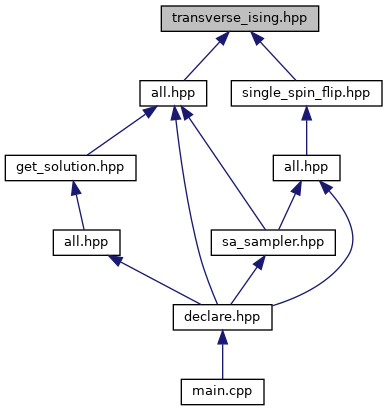 transverse_ising.hpp
all.hpp
single_spin_flip.hpp
get_solution.hpp
all.hpp
all.hpp
sa_sampler.hpp
declare.hpp
main.cpp